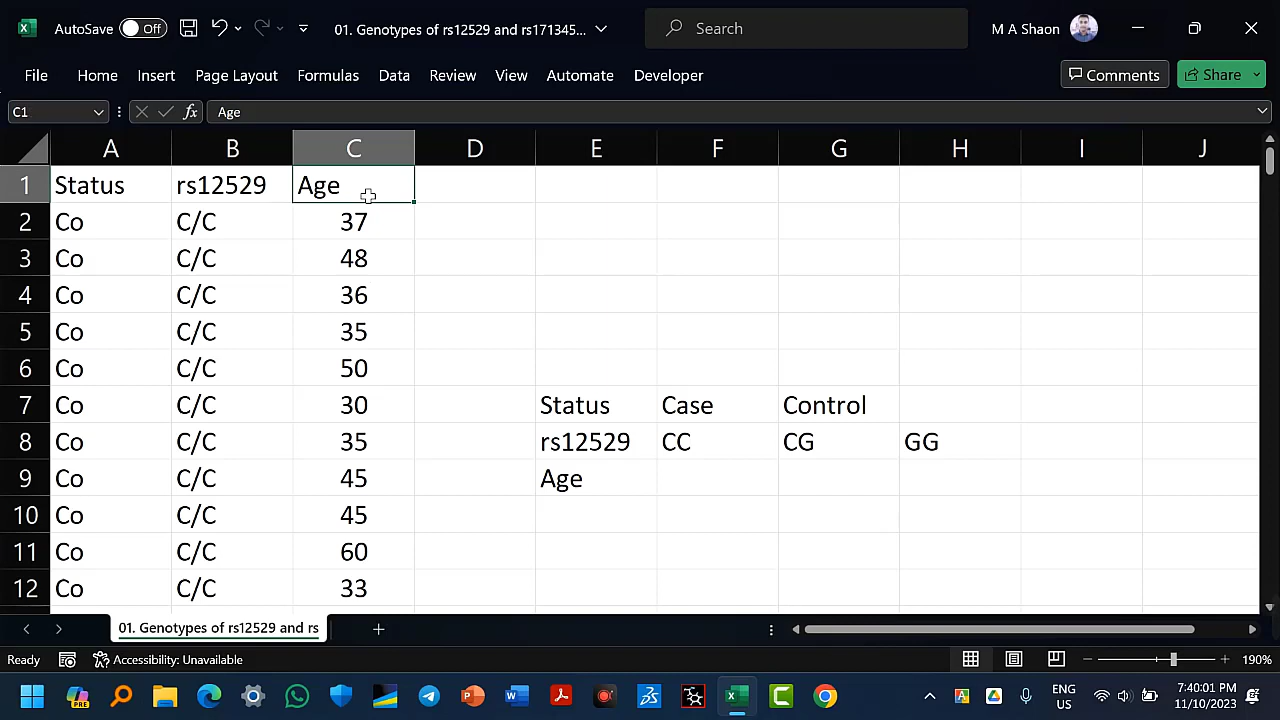 AutoSave Off 01. Genotypes of rs12529 and rs171345... Search M A Shaon
File Home Insert Page Layout Formulas Data Review View Automate Developer Comments Share
C1 fx Age
A B C D E F G H I J
1 Status rs12529 Age
2 Co C/C 37
3 Co C/C 48
4 Co C/C 36
5 Co C/C 35
6 Co C/C 50
7 Co C/C 30 Status Case Control
8 Co C/C 35 rs12529 CC CG GG
9 Co C/C 45 Age
10 Co C/C 45
11 Co C/C 60
12 Co C/C 33
01. Genotypes of rs12529 and rs
Ready Accessibility: Unavailable 190%
PRE P W ENG 7:40:01 PM
US 11/10/2023